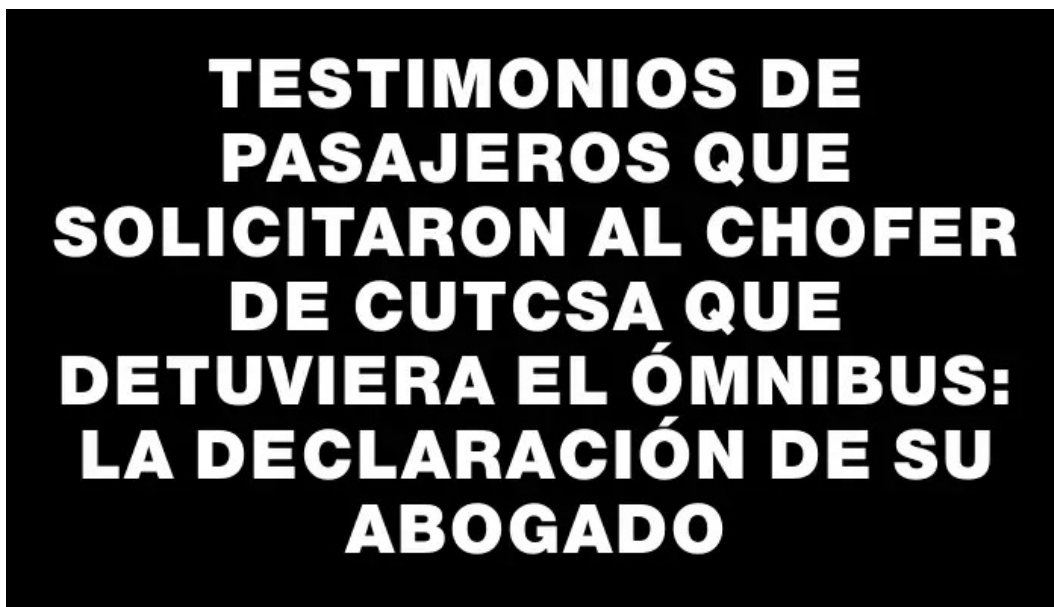 TESTIMONIOS DE
PASAJEROS QUE
SOLICITARON AL CHOFER
DE CUTCSA QUE
DETUVIERA EL ÓMNIBUS:
LA DECLARACIÓN DE SU
ABOGADO